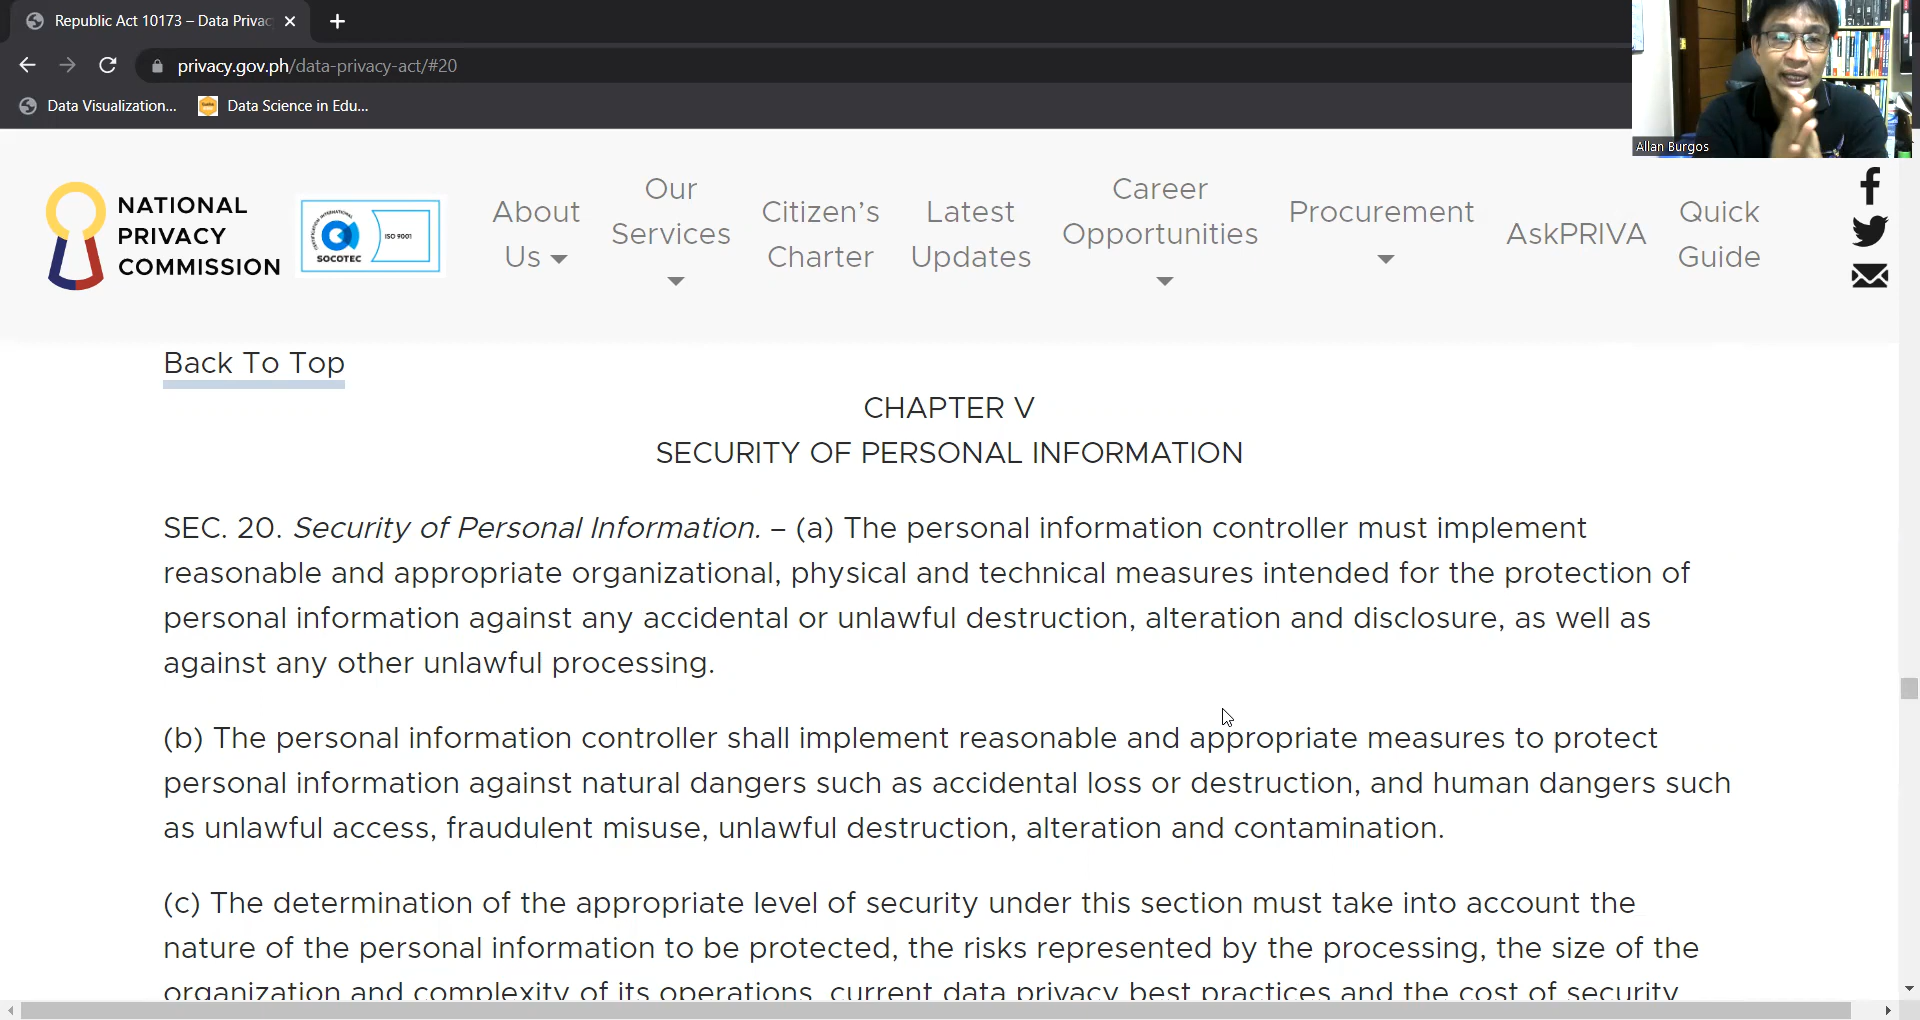 Republic Act 10173 – Data Privac
privacy.gov.ph/data-privacy-act/#20
Data Visualization...
Data Science in Edu...
Allan Burgos
NATIONAL
PRIVACY
COMMISSION
SOCOTEC
ISO 9001
About
Us
Our
Services
Citizen's
Charter
Latest
Updates
Career
Opportunities
Procurement
AskPRIVA
Quick
Guide
Back To Top
CHAPTER V
SECURITY OF PERSONAL INFORMATION
SEC. 20. Security of Personal Information. – (a) The personal information controller must implement
reasonable and appropriate organizational, physical and technical measures intended for the protection of
personal information against any accidental or unlawful destruction, alteration and disclosure, as well as
against any other unlawful processing.
(b) The personal information controller shall implement reasonable and appropriate measures to protect
personal information against natural dangers such as accidental loss or destruction, and human dangers such
as unlawful access, fraudulent misuse, unlawful destruction, alteration and contamination.
(c) The determination of the appropriate level of security under this section must take into account the
nature of the personal information to be protected, the risks represented by the processing, the size of the
organization and complexity of its operations, current data privacy best practices and the cost of security